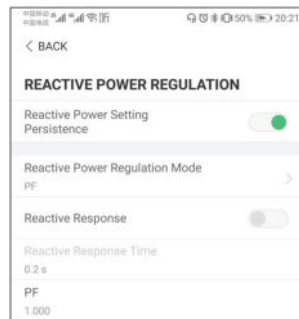 50% 20:21
< BACK
REACTIVE POWER REGULATION
Reactive Power Setting
Persistence
Reactive Power Regulation Mode
PF
Reactive Response
Reactive Response Time
0.2 s
PF
1.000